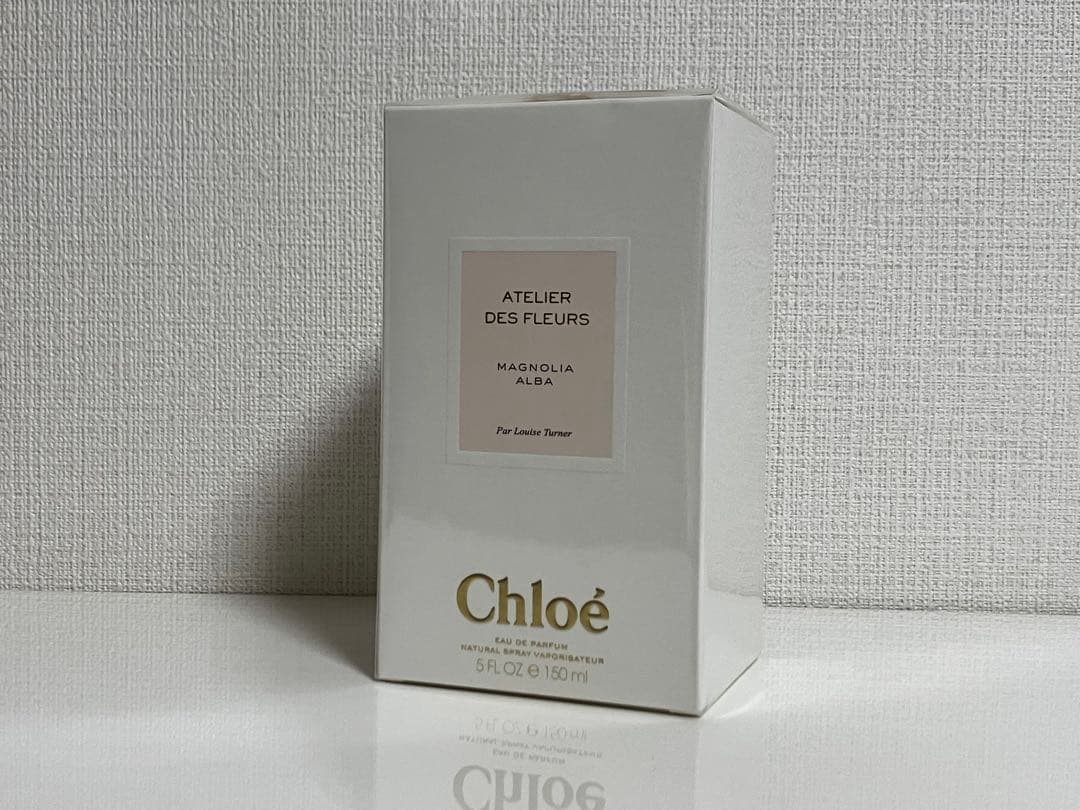 ATELIER
DES FLEURS
MAGNOLIA
ALBA
Par Louise Turner
Chloé
EAU DE PARFUM
NATURAL SPRAY VAPORISATEUR
5 FL OZ ℮ 150 ml